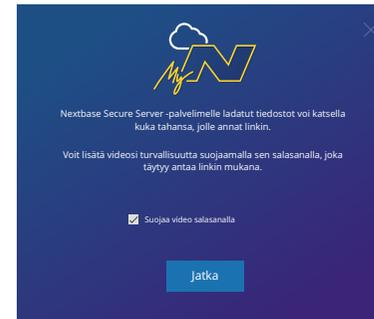 My N
Nextbase Secure Server -palvelimelle ladatut tiedostot voi katsella
kuka tahansa, jolle annat linkin.
Voit lisätä videosi turvallisuutta suojaamalla sen salasanalla, joka
täytyy antaa linkin mukana.
Suojaa video salasanalla
Jatka